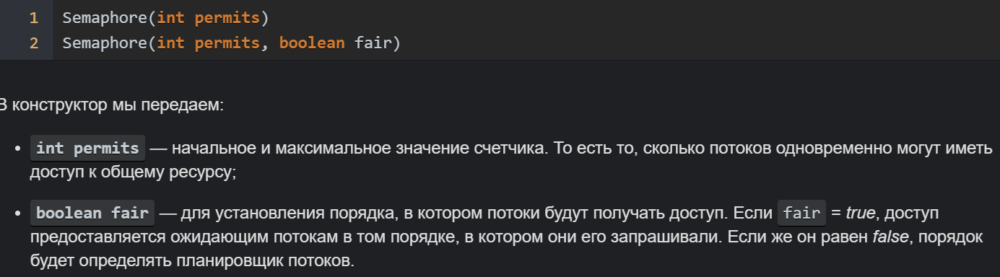 1 Semaphore(int permits)
2 Semaphore(int permits, boolean fair)
В конструктор мы передаем:
• int permits — начальное и максимальное значение счетчика. То есть то, сколько потоков одновременно могут иметь
доступ к общему ресурсу;
• boolean fair — для установления порядка, в котором потоки будут получать доступ. Если fair = true, доступ
предоставляется ожидающим потокам в том порядке, в котором они его запрашивали. Если же он равен false, порядок
будет определять планировщик потоков.